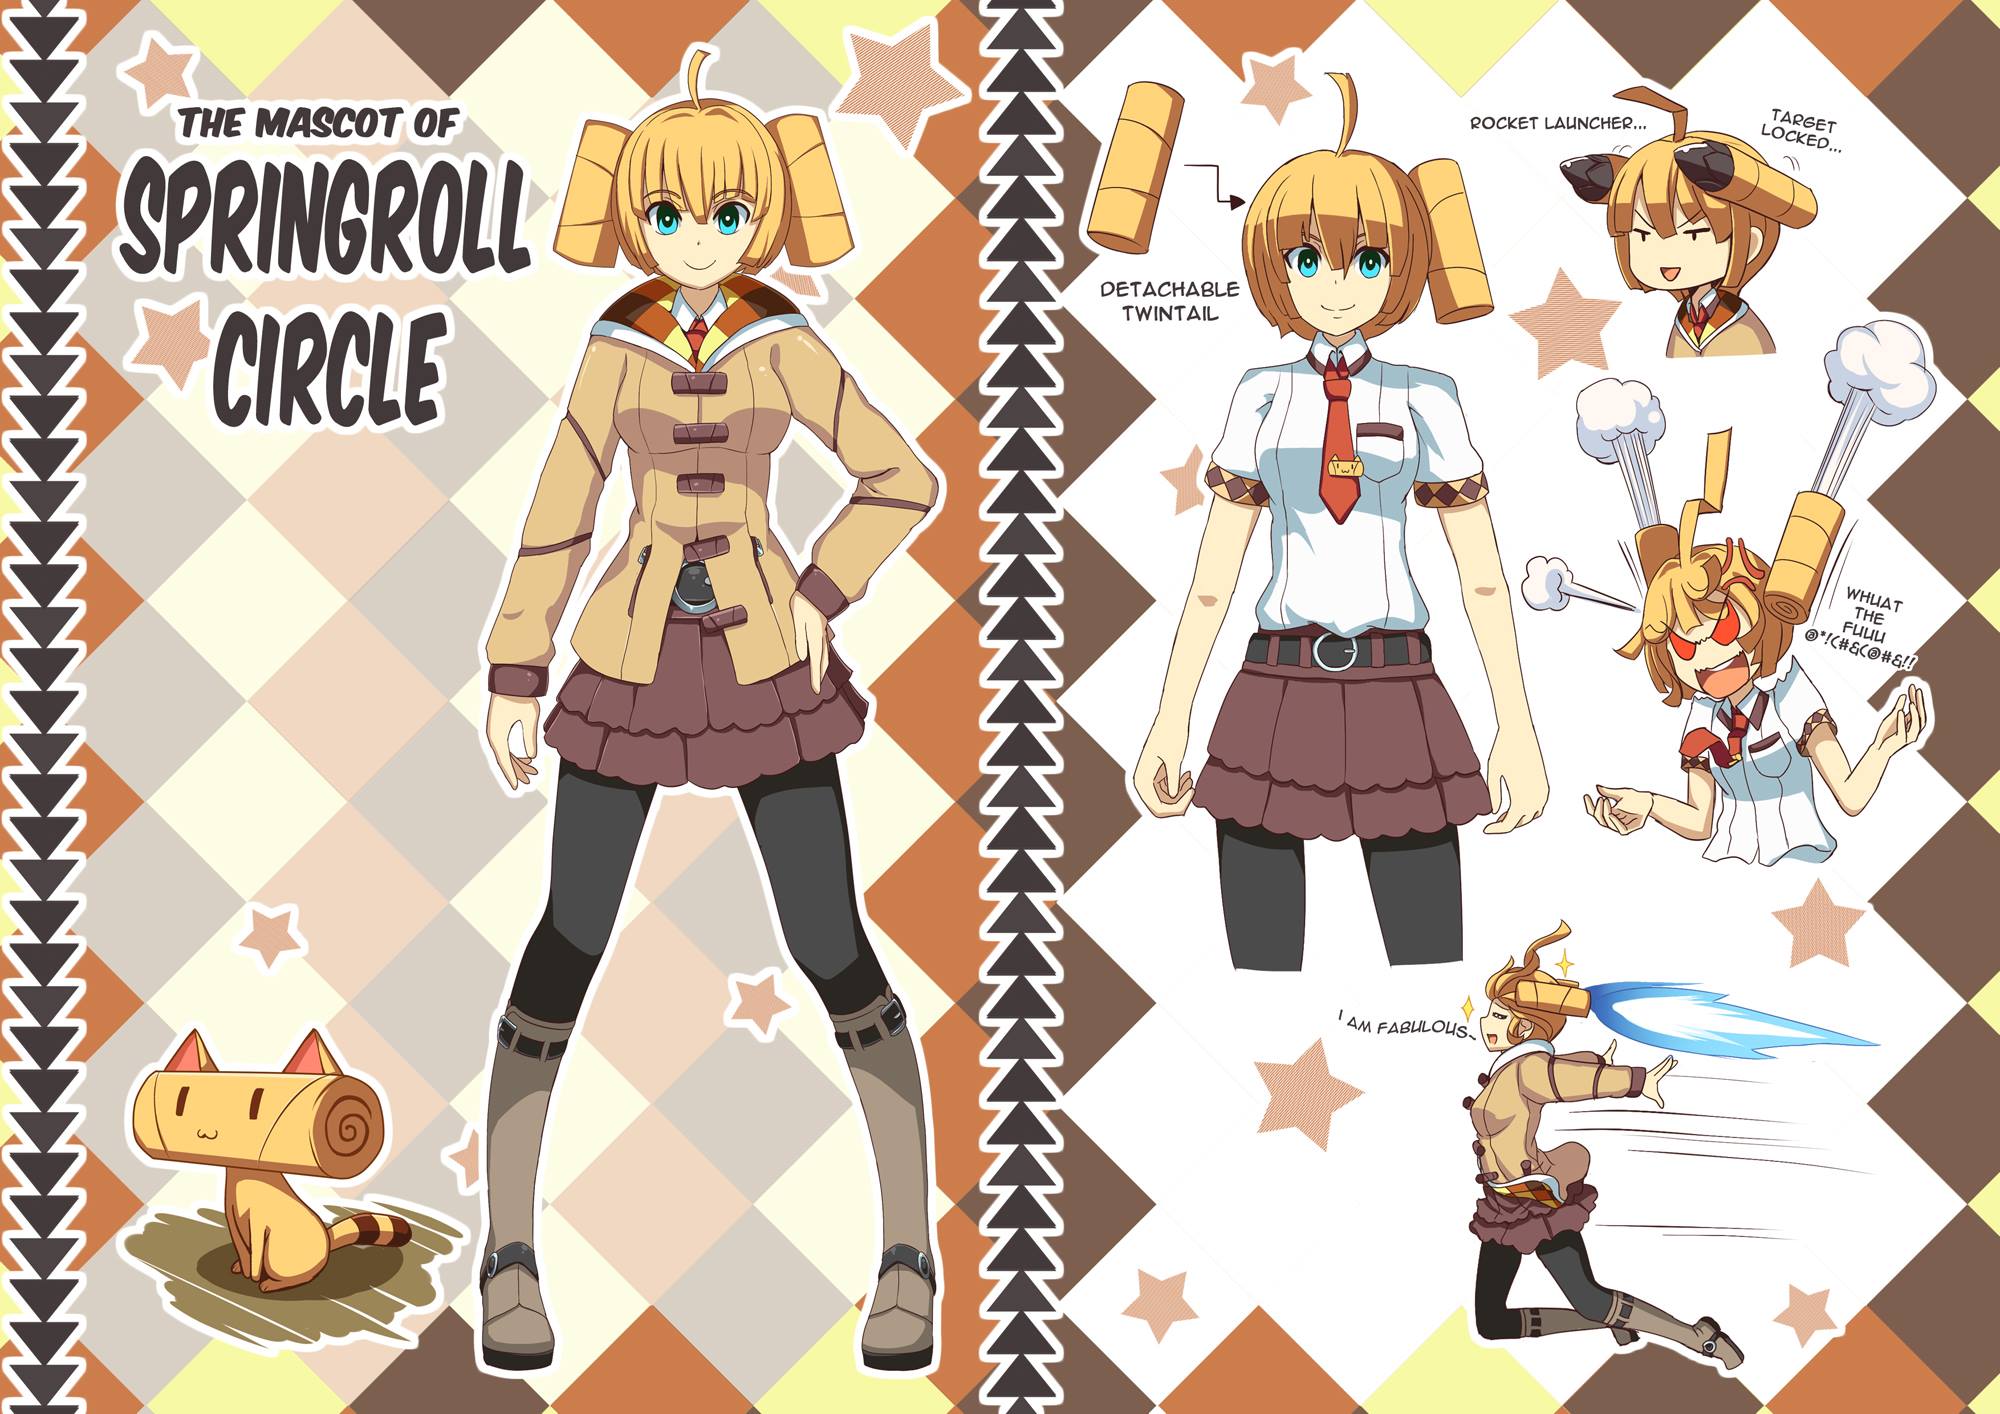 THE MASCOT OF
SPRINGROLL
CIRCLE
DETACHABLE
TWINTAIL
ROCKET LAUNCHER...
TARGET
LOCKED...
WHUAT
THE
FUUU
@*!(#&(@#&!!
I AM FABULOUS~